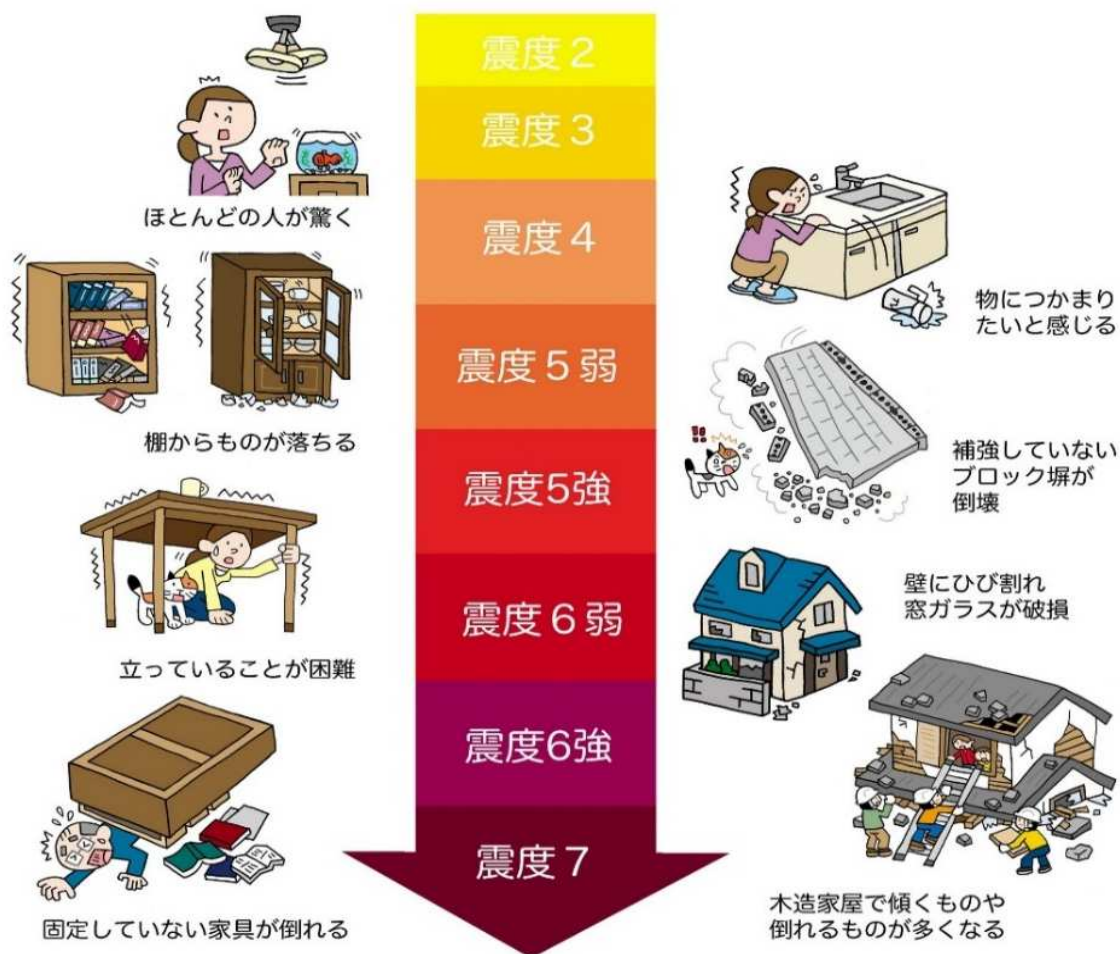 震度2
震度3
震度4
震度5弱
震度5強
震度6弱
震度6強
震度7
ほとんどの人が驚く
棚からものが落ちる
立っていることが困難
固定していない家具が倒れる
物につかまり
たいと感じる
補強していない
ブロック塀が
倒壊
壁にひび割れ
窓ガラスが破損
木造家屋で傾くものや
倒れるものが多くなる